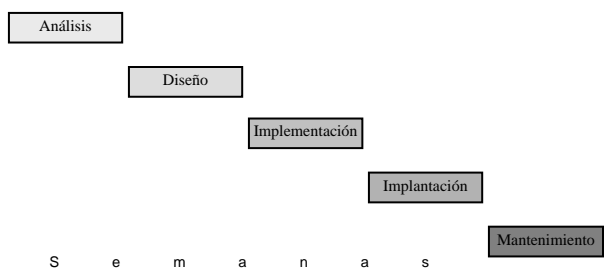 Análisis
Diseño
Implementación
Implantación
Mantenimiento
S e m a n a s